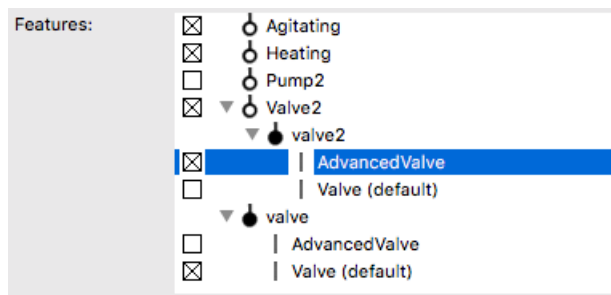 Features:
Agitating
Heating
Pump2
Valve2
valve2
AdvancedValve
Valve (default)
valve
AdvancedValve
Valve (default)